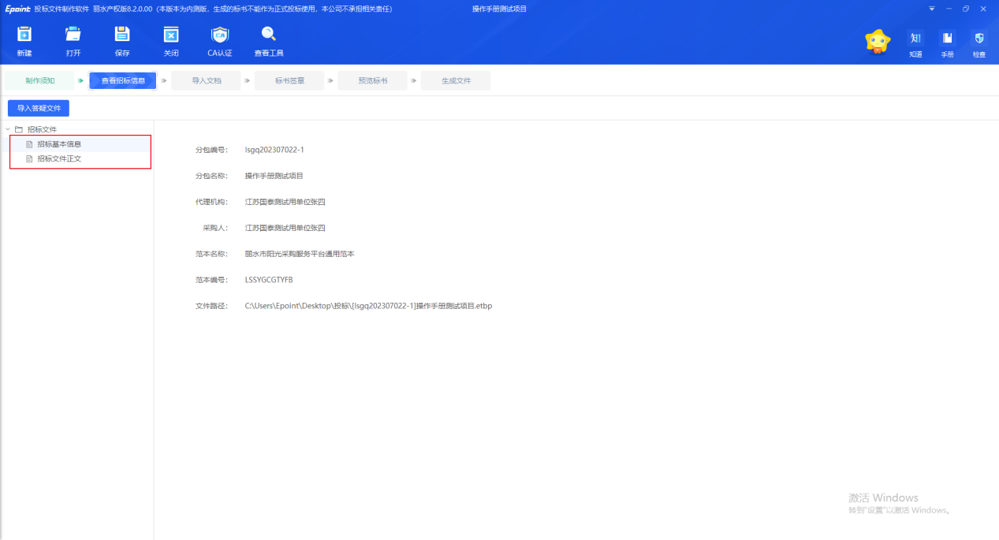 Epoint 投标文件制作软件 丽水产权版8.2.0.00（本版本为内测版，生成的标书不能作为正式投标使用，本公司不承担相关责任） 操作手册测试项目
新建 打开 保存 关闭 CA认证 查看工具 知道 手册 检查
制作须知 查看招标信息 导入文档 标书签章 预览标书 生成文件
导入答疑文件
招标文件
招标基本信息
招标文件正文
分包编号： lsgq202307022-1
分包名称： 操作手册测试项目
代理机构： 江苏国泰测试用单位张四
采购人： 江苏国泰测试用单位张四
范本名称： 丽水市阳光采购服务平台通用范本
范本编号： LSSYGCGTYFB
文件路径： C:\Users\Epoint\Desktop\投标\[lsgq202307022-1]操作手册测试项目.etbp
激活 Windows
转到"设置"以激活 Windows。